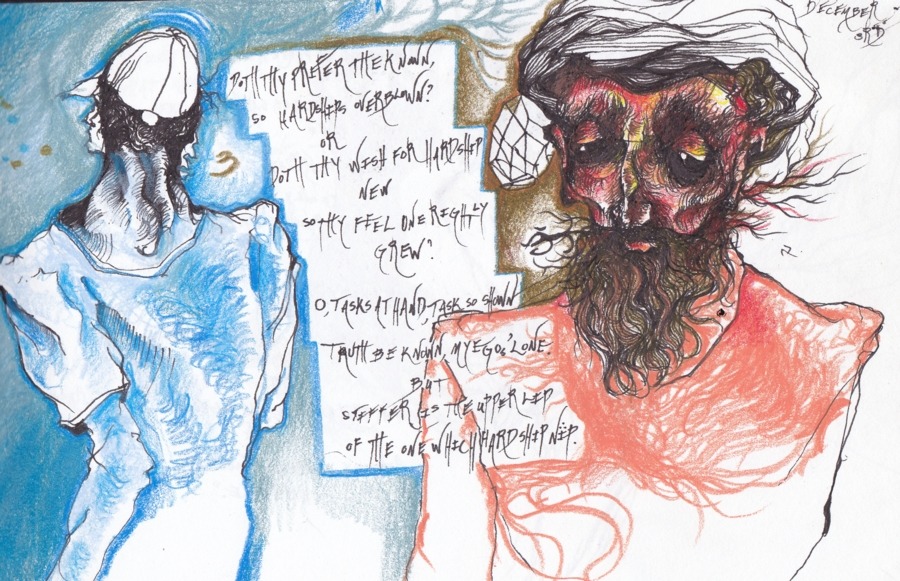 DECEMBER
3RD
DOTH THY PREFER THE KNOWN,
SO HARDSHIPS OVERBLOWN?
OR
DOTH THY WISH FOR HARDSHIP
NEW
SO THY FEEL ONE RIGHTLY
GREW?
O, TASKS AT HAND-TASK SO SHOWN
TRUTH BE KNOWN, MY EGOS' LONE.
BUT
STIFFER IS THE UPPER LIP
OF THE ONE WHICH HARDSHIP NIP.